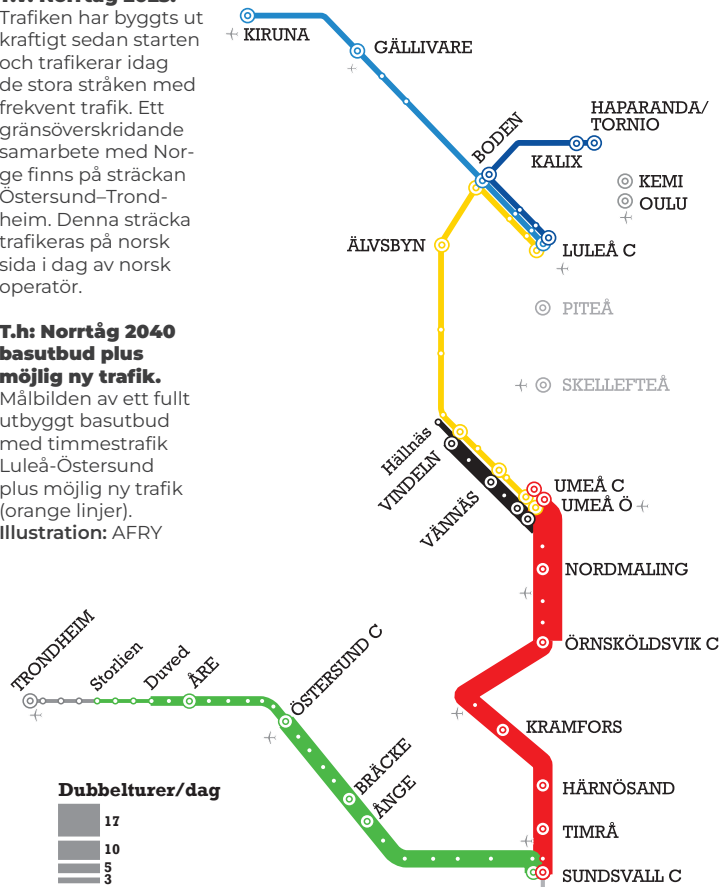 Trafiken har byggts ut
kraftigt sedan starten
och trafikerar idag
de stora stråken med
frekvent trafik. Ett
gränsöverskridande
samarbete med Nor-
ge finns på sträckan
Östersund–Trond-
heim. Denna sträcka
trafikeras på norsk
sida i dag av norsk
operatör.
T.h: Norrtåg 2040
basutbud plus
möjlig ny trafik.
Målbilden av ett fullt
utbyggt basutbud
med timmestrafik
Luleå-Östersund
plus möjlig ny trafik
(orange linjer).
Illustration: AFRY
KIRUNA
GÄLLIVARE
BODEN
HAPARANDA/
TORNIO
KALIX
KEMI
OULU
ÄLVSBYN
LULEÅ C
PITEÅ
SKELLEFTEÅ
Hällnäs
VINDELN
VÄNNÄS
UMEÅ C
UMEÅ Ö
NORDMALING
ÖRNSKÖLDSVIK C
TRONDHEIM
Storlien
Duved
ÅRE
ÖSTERSUND C
KRAMFORS
BRÄCKE
ÅNGE
HÄRNÖSAND
TIMRÅ
SUNDSVALL C
Dubbelturer/dag
17
10
5
3